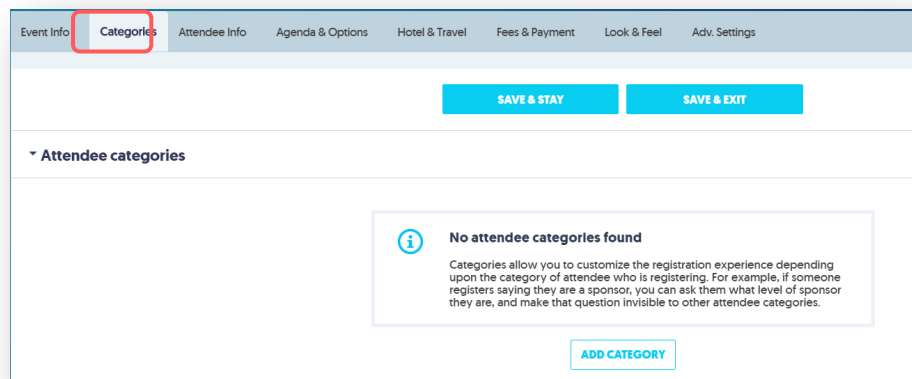 Event Info Categories Attendee Info Agenda & Options Hotel & Travel Fees & Payment Look & Feel Adv. Settings
SAVE & STAY SAVE & EXIT
Attendee categories
No attendee categories found
Categories allow you to customize the registration experience depending
upon the category of attendee who is registering. For example, if someone
registers saying they are a sponsor, you can ask them what level of sponsor
they are, and make that question invisible to other attendee categories.
ADD CATEGORY